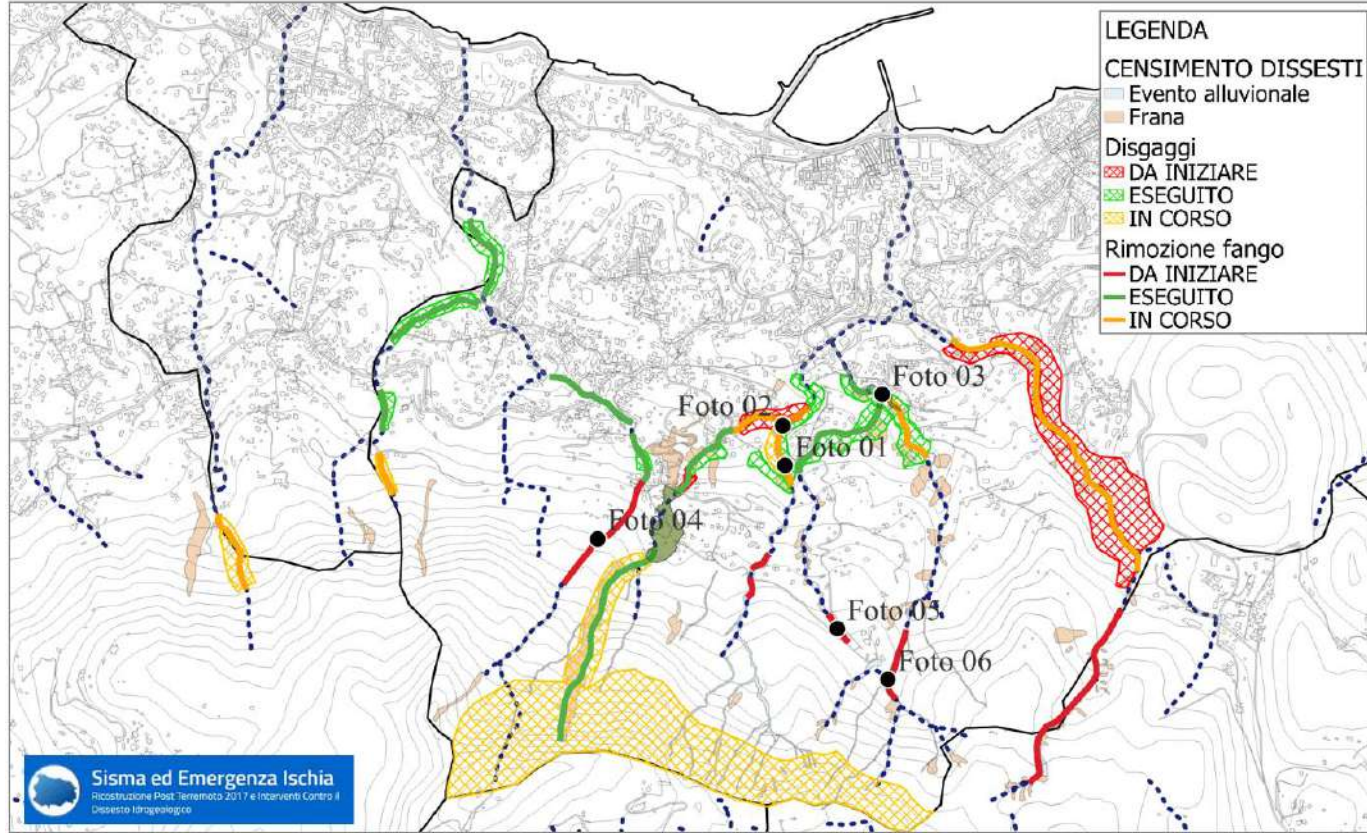 LEGENDA
CENSIMENTO DISSESTI
Evento alluvionale
Frana
Disgaggi
DA INIZIARE
ESEGUITO
IN CORSO
Rimozione fango
DA INIZIARE
ESEGUITO
IN CORSO
Foto 03
Foto 02
Foto 01
Foto 04
Foto 05
Foto 06
Sisma ed Emergenza Ischia
Ricostruzione Post Terremoto 2017 e Interventi Contro il
Dissesto Idrogeologico